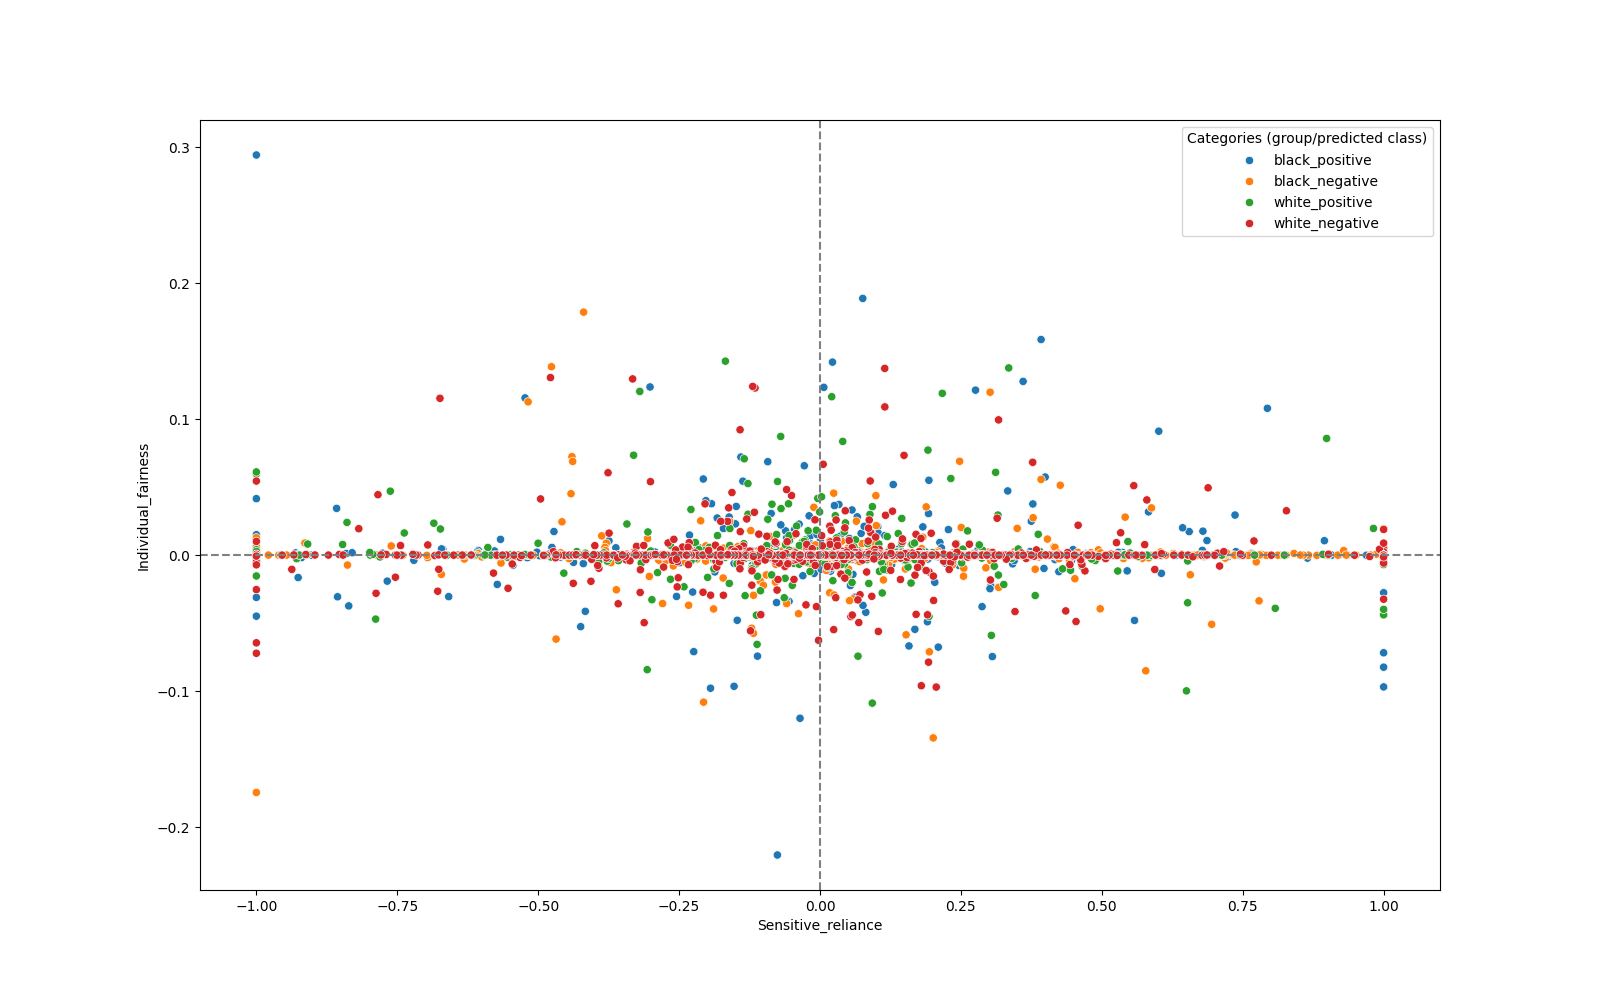 Categories (group/predicted class)
black_positive
black_negative
white_positive
white_negative
0.3
0.2
0.1
0.0
−0.1
−0.2
Individual_fairness
−1.00 −0.75 −0.50 −0.25 0.00 0.25 0.50 0.75 1.00
Sensitive_reliance